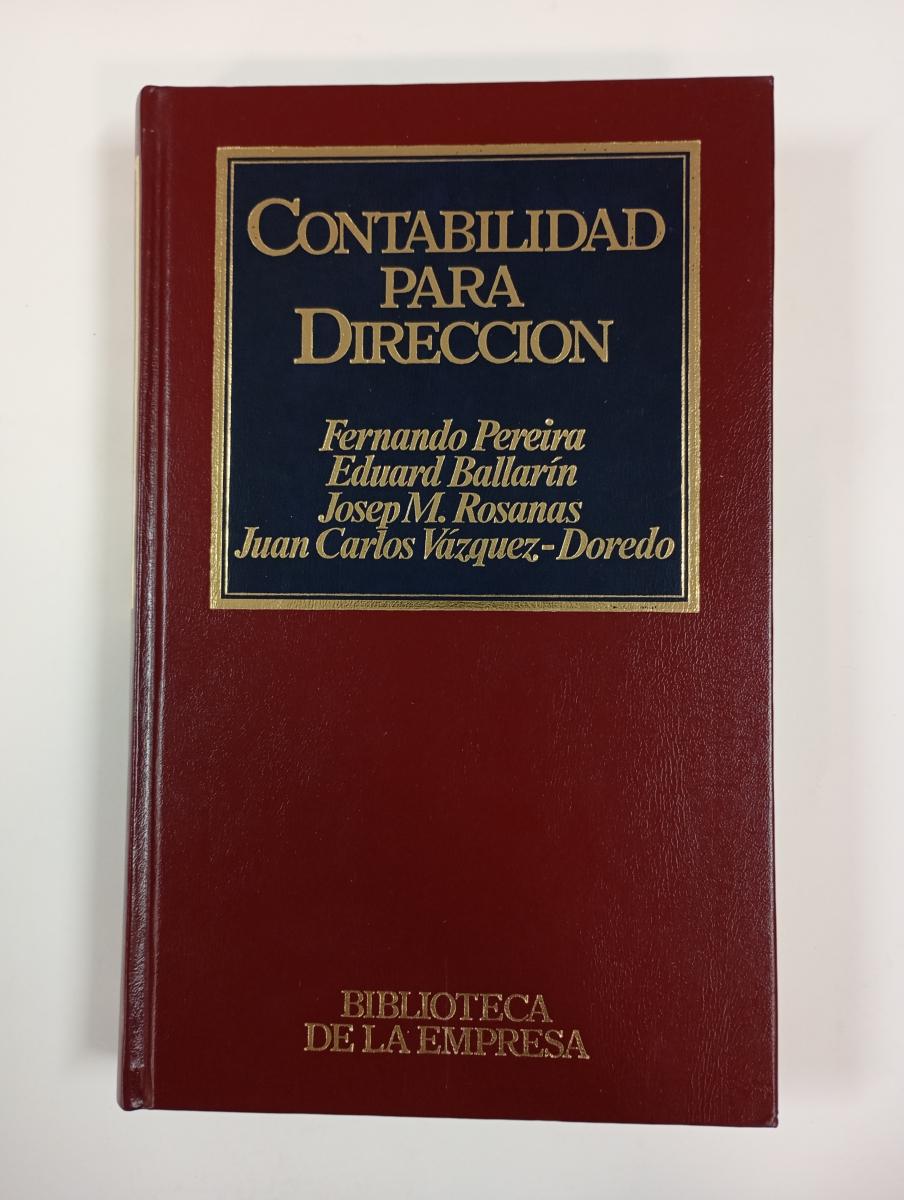 CONTABILIDAD
PARA
DIRECCION
Fernando Pereira
Eduard Ballarín
Josep M. Rosanas
Juan Carlos Vázquez-Doredo
BIBLIOTECA
DE LA EMPRESA